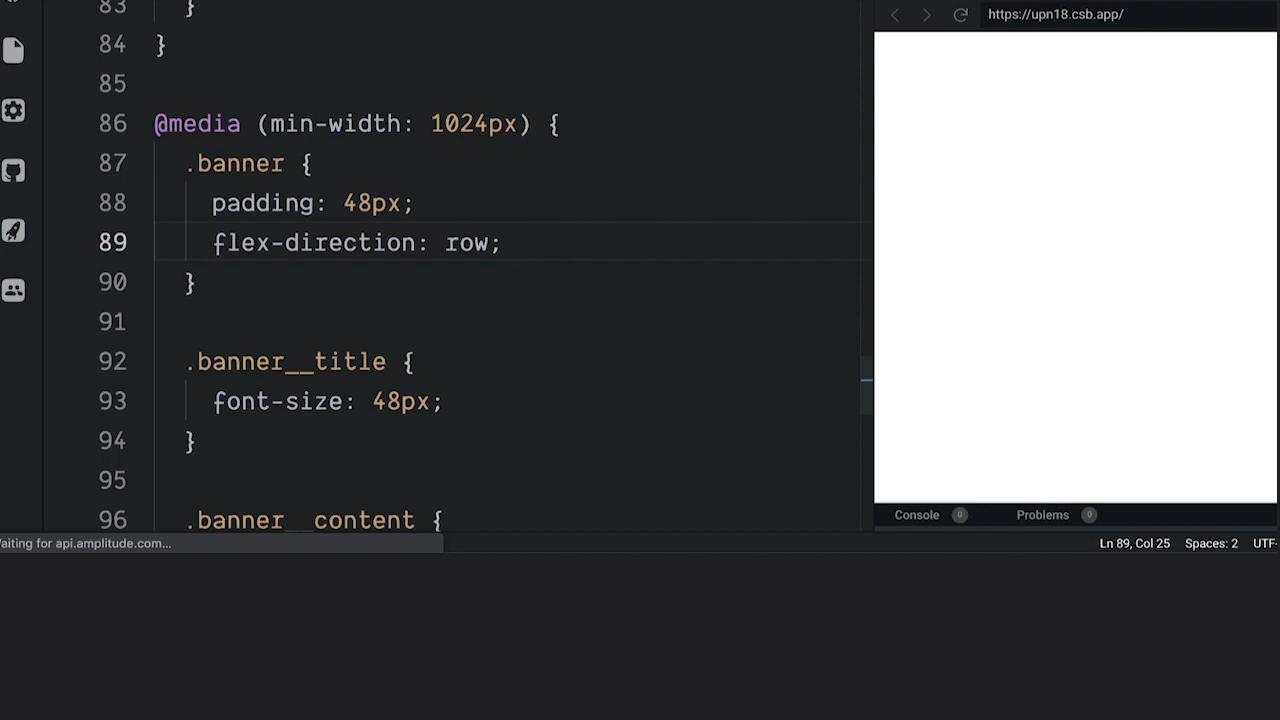 83   }
84 }
85
86 @media (min-width: 1024px) {
87   .banner {
88     padding: 48px;
89     flex-direction: row;
90   }
91
92   .banner__title {
93     font-size: 48px;
94   }
95
96   .banner__content {
https://upn18.csb.app/
Console 0 Problems 0
aiting for api.amplitude.com...
Ln 89, Col 25 Spaces: 2 UTF-